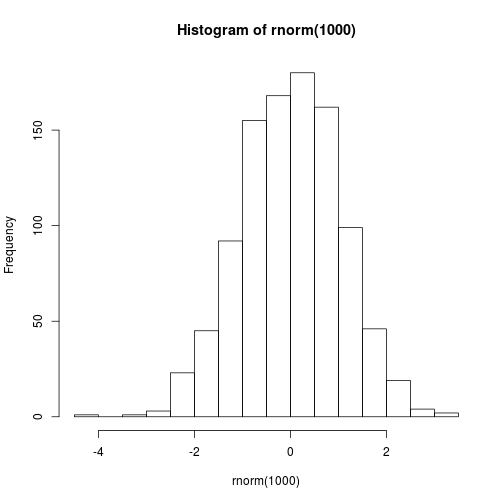 Histogram of rnorm(1000)
Frequency
150
100
50
0
-4 -2 0 2
rnorm(1000)